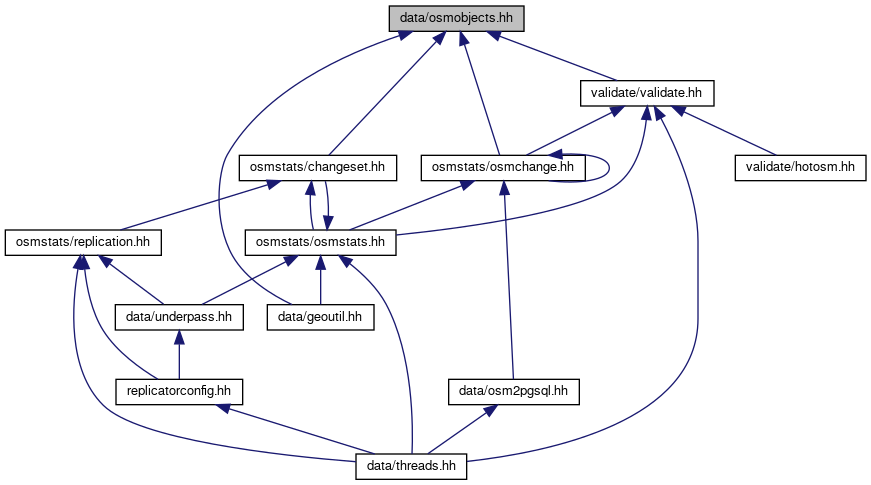 data/osmobjects.hh
validate/validate.hh
osmstats/changeset.hh
osmstats/osmchange.hh
validate/hotosm.hh
osmstats/replication.hh
osmstats/osmstats.hh
data/underpass.hh
data/geoutil.hh
replicatorconfig.hh
data/osm2pgsql.hh
data/threads.hh